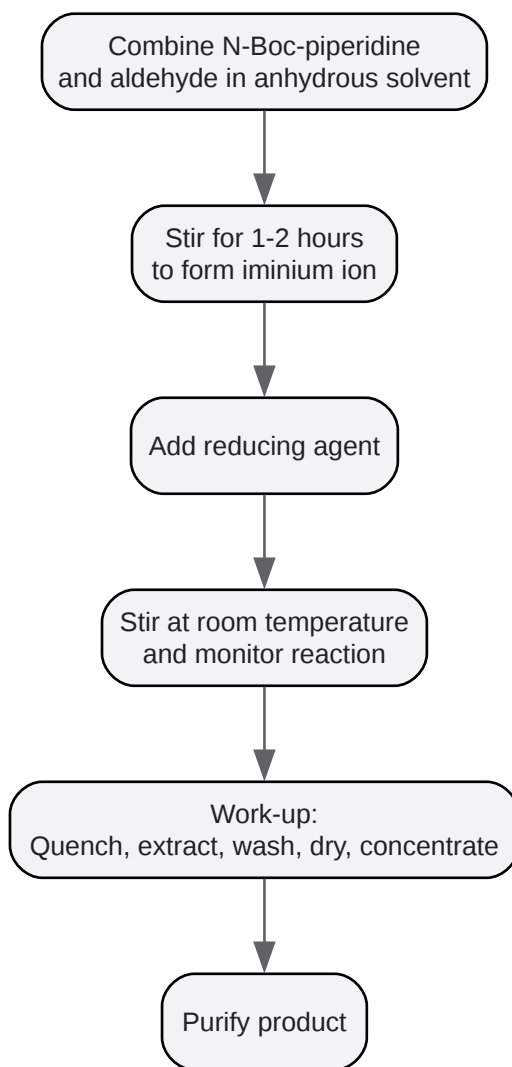 Combine N-Boc-piperidine
and aldehyde in anhydrous solvent
Stir for 1-2 hours
to form iminium ion
Add reducing agent
Stir at room temperature
and monitor reaction
Work-up:
Quench, extract, wash, dry, concentrate
Purify product